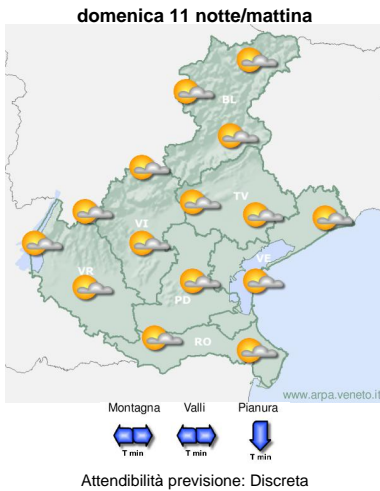 domenica 11 notte/mattina
BL
TV
VI
VE
VR
PD
RO
www.arpa.veneto.it
Montagna Valli Pianura
T min T min T min
Attendibilità previsione: Discreta